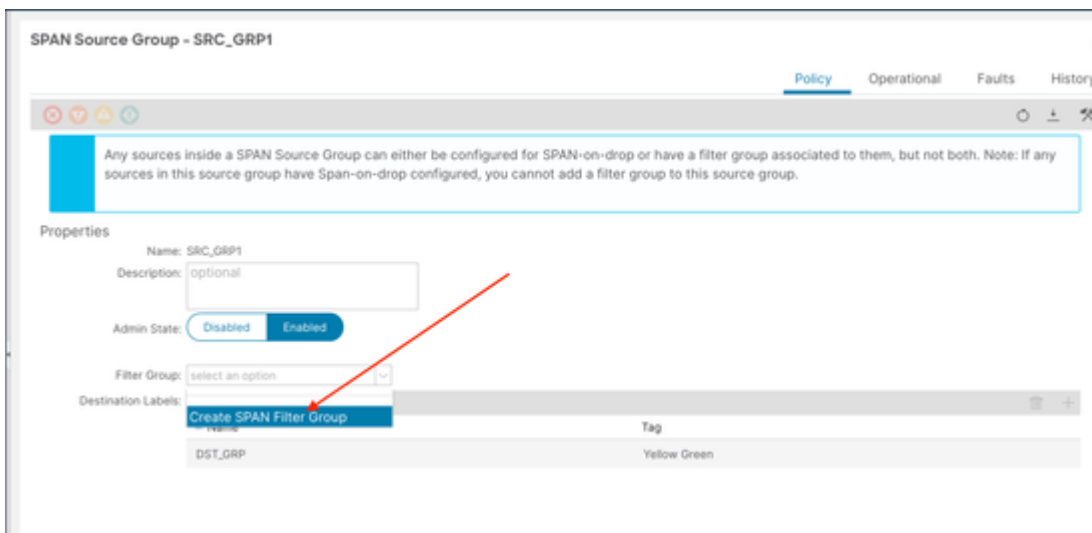 SPAN Source Group - SRC_GRP1
Policy Operational Faults History
Any sources inside a SPAN Source Group can either be configured for SPAN-on-drop or have a filter group associated to them, but not both. Note: If any
sources in this source group have Span-on-drop configured, you cannot add a filter group to this source group.
Properties
Name: SRC_GRP1
Description: optional
Admin State: Disabled Enabled
Filter Group: select an option
Destination Labels:
Create SPAN Filter Group
Name Tag
DST_GRP Yellow Green